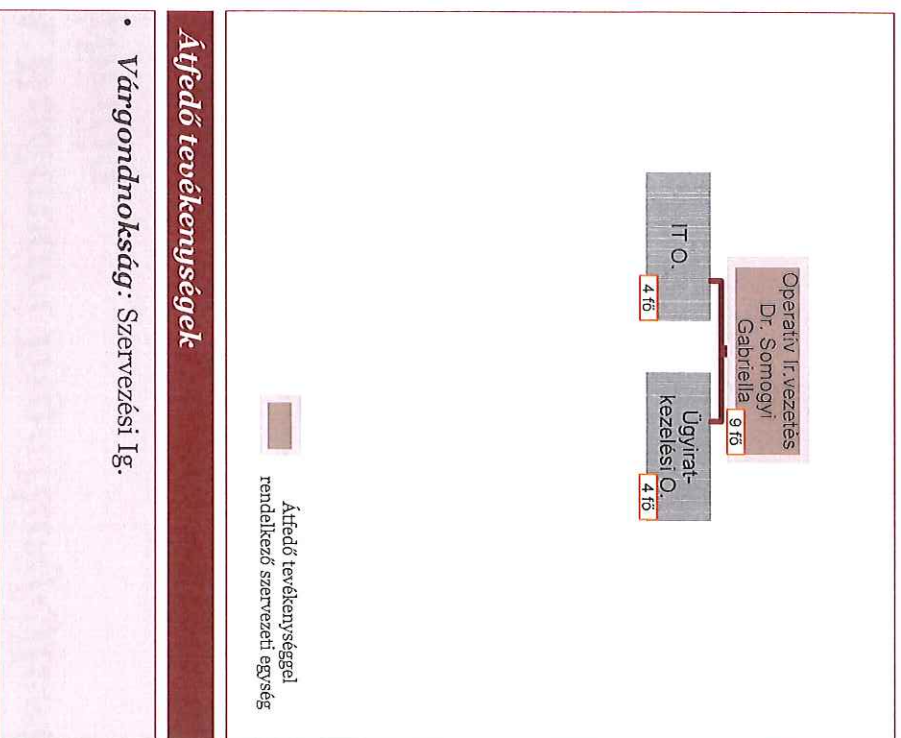 Operatív Ir.vezetés
Dr. Somogyi
Gabriella
9 fő
IT O.
4 fő
Ügyirat-
kezelési O.
4 fő
Átfedő tevékenységgel
rendelkező szervezeti egység
Átfedő tevékenységek
• Várgondnokság: Szervezési Ig.